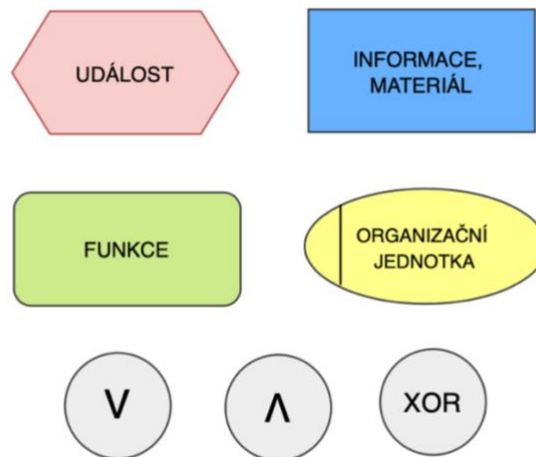 UDÁLOST
INFORMACE,
MATERIÁL
FUNKCE
ORGANIZAČNÍ
JEDNOTKA
V
Λ
XOR